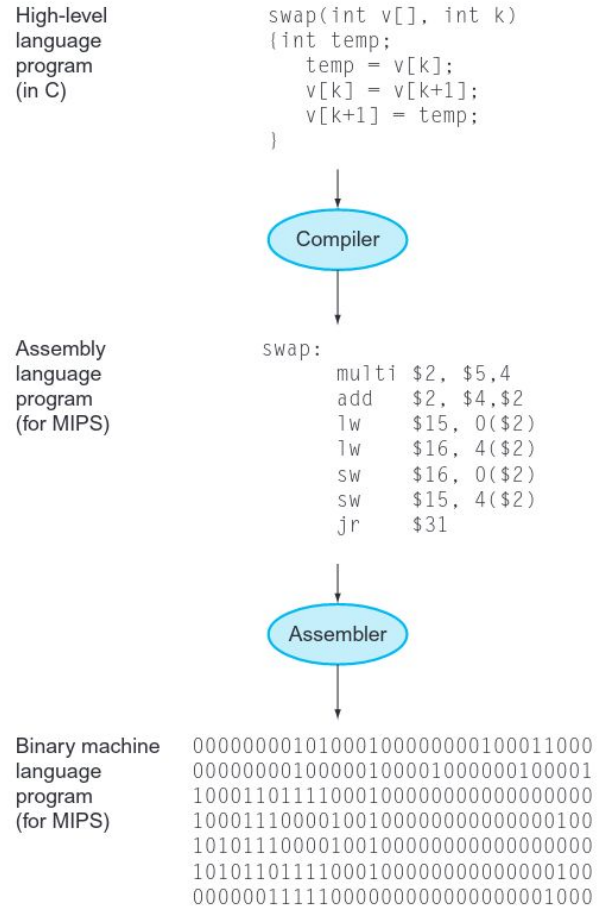 High-level
language
program
(in C)
swap(int v[], int k)
{int temp;
temp = v[k];
v[k] = v[k+1];
v[k+1] = temp;
}
Compiler
Assembly
language
program
(for MIPS)
swap:
multi $2, $5,4
add $2, $4,$2
lw $15, 0($2)
lw $16, 4($2)
sw $16, 0($2)
sw $15, 4($2)
jr $31
Assembler
Binary machine
language
program
(for MIPS)
00000000101000100000000100011000
00000000100000100001000000100001
10001101111000100000000000000000
10001110000100100000000000000100
10101110000100100000000000000000
10101101111000100000000000000100
00000011111000000000000000001000